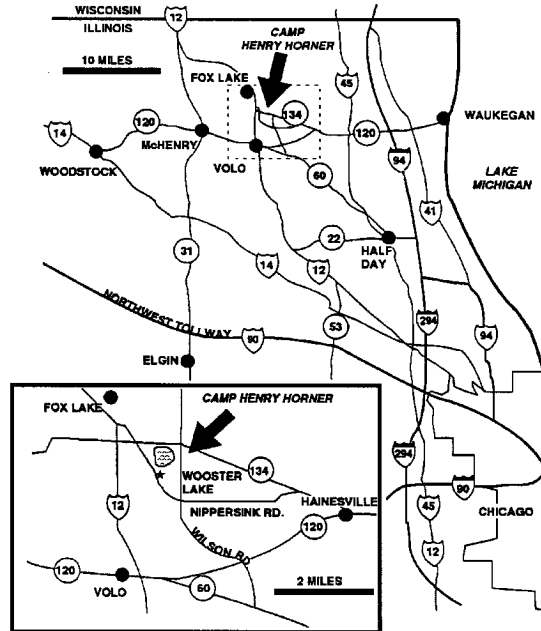 WISCONSIN
ILLINOIS
12
CAMP
HENRY HORNER
10 MILES
FOX LAKE
45
134
14
120
McHENRY
120
WAUKEGAN
WOODSTOCK
VOLO
60
94
LAKE
MICHIGAN
41
22
HALF
DAY
31
14
12
NORTHWEST TOLLWAY
90
53
294
94
ELGIN
CAMP HENRY HORNER
FOX LAKE
WOOSTER
LAKE
134
294
90
12
NIPPERSINK RD.
HAINESVILLE
120
WILSON RD
45
CHICAGO
12
120
VOLO
60
2 MILES